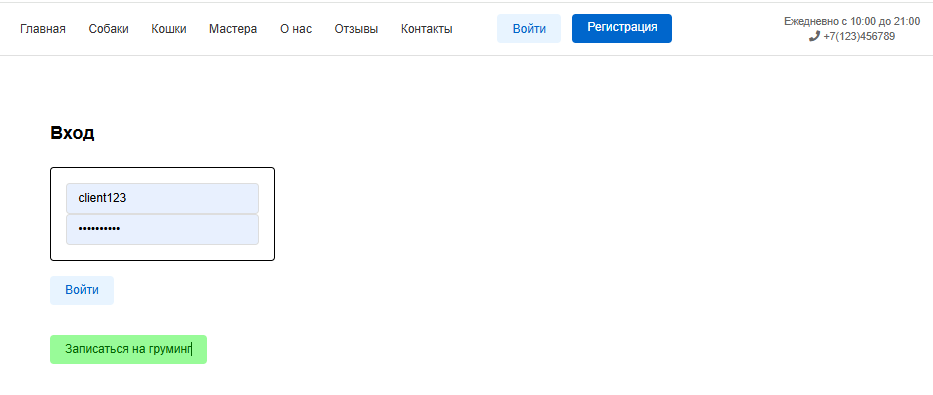 Главная Собаки Кошки Мастера О нас Отзывы Контакты Войти Регистрация
Ежедневно с 10:00 до 21:00
+7(123)456789
Вход
client123
••••••••••
Войти
Записаться на груминг